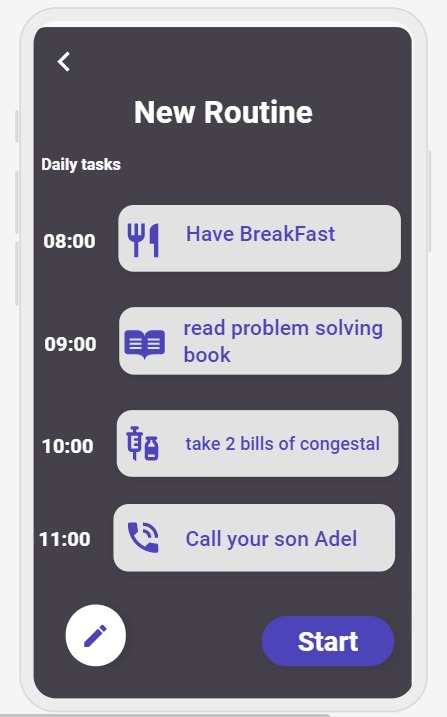 New Routine
Daily tasks
08:00
Have BreakFast
09:00
read problem solving
book
10:00
take 2 bills of congestal
11:00
Call your son Adel
Start